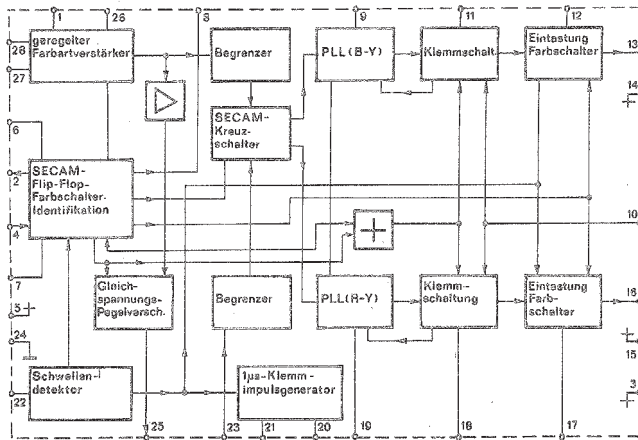 1
26
8
9
11
12
28
geregelter
Farbartverstärker
27
Begrenzer
PLL(B-Y)
Klemmschalt.
Eintastung
Farbschalter
13
14
6
SECAM-
Kreuz-
schalter
2
SECAM-
Flip-Flop-
Farbschalter-
Identifikation
4
10
7
5
24
Gleich-
spannungs-
Pegelversch.
Begrenzer
PLL(R-Y)
Klemm-
schaltung
Eintastung
Farb-
schalter
16
15
Schwellen-
detektor
1µs-Klemm-
impulsgenerator
22
3
25
23
21
20
19
18
17